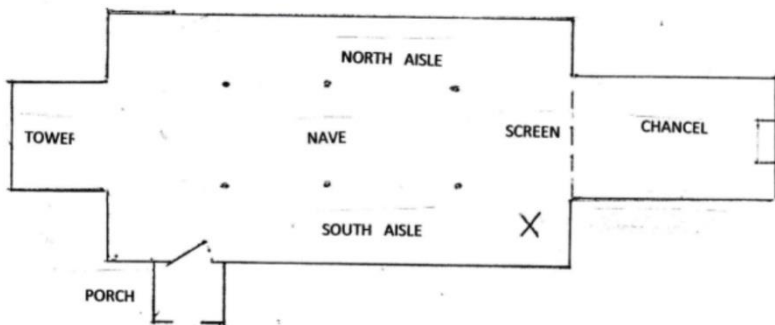 NORTH AISLE
TOWER NAVE SCREEN CHANCEL
SOUTH AISLE X
PORCH